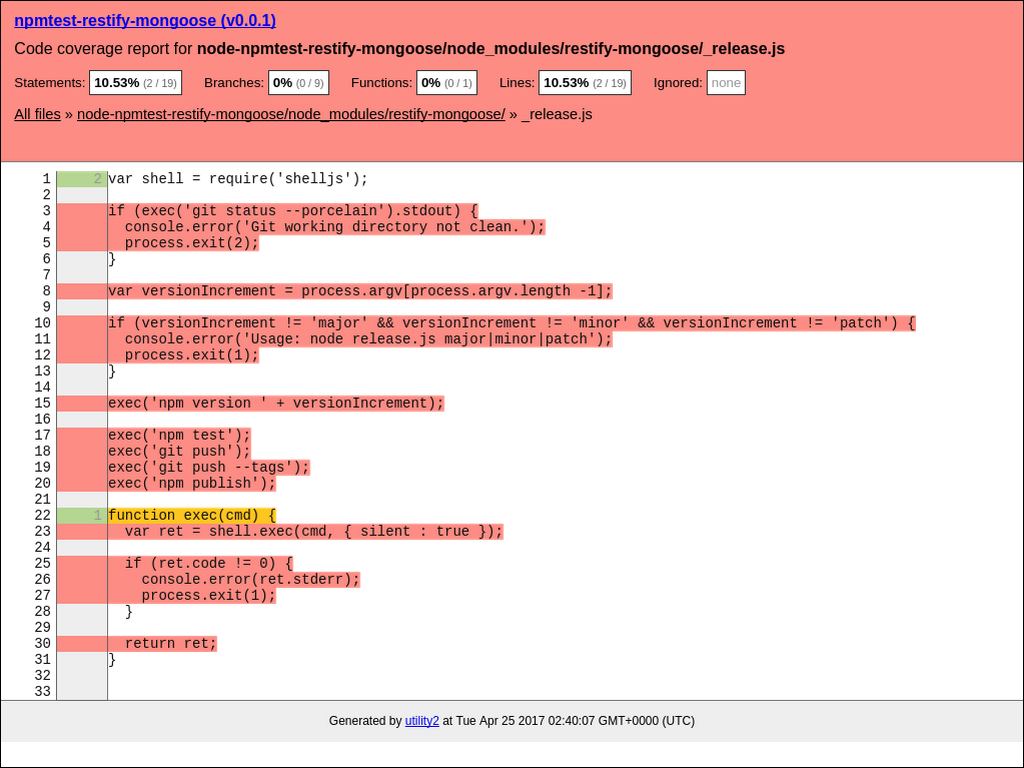 npmtest-restify-mongoose (v0.0.1)
Code coverage report for node-npmtest-restify-mongoose/node_modules/restify-mongoose/_release.js
Statements: 10.53% (2 / 19) Branches: 0% (0 / 9) Functions: 0% (0 / 1) Lines: 10.53% (2 / 19) Ignored: none
All files » node-npmtest-restify-mongoose/node_modules/restify-mongoose/ » _release.js
1 2 var shell = require('shelljs');
2
3 if (exec('git status --porcelain').stdout) {
4   console.error('Git working directory not clean.');
5   process.exit(2);
6 }
7
8 var versionIncrement = process.argv[process.argv.length -1];
9
10 if (versionIncrement != 'major' && versionIncrement != 'minor' && versionIncrement != 'patch') {
11   console.error('Usage: node release.js major|minor|patch');
12   process.exit(1);
13 }
14
15 exec('npm version ' + versionIncrement);
16
17 exec('npm test');
18 exec('git push');
19 exec('git push --tags');
20 exec('npm publish');
21
22 1 function exec(cmd) {
23   var ret = shell.exec(cmd, { silent : true });
24
25   if (ret.code != 0) {
26     console.error(ret.stderr);
27     process.exit(1);
28   }
29
30   return ret;
31 }
32
33
Generated by utility2 at Tue Apr 25 2017 02:40:07 GMT+0000 (UTC)